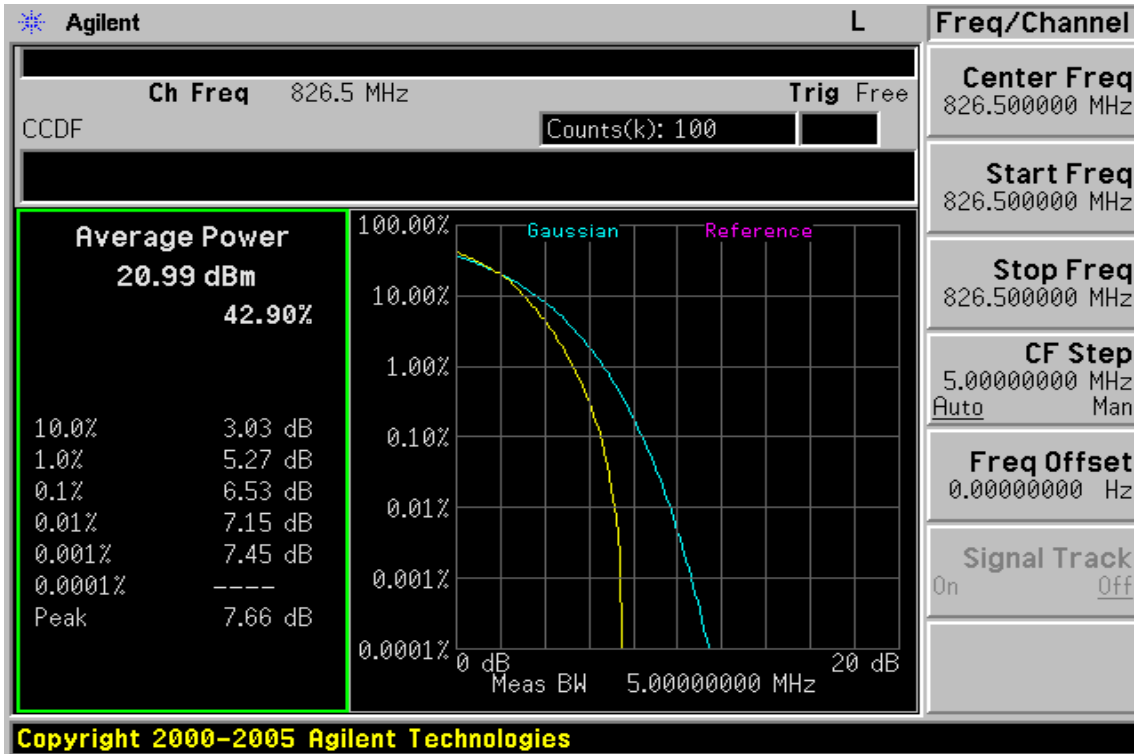 Agilent L Freq/Channel
Ch Freq 826.5 MHz Trig Free
CCDF Counts(k): 100
Average Power
20.99 dBm
42.90%
10.0% 3.03 dB
1.0% 5.27 dB
0.1% 6.53 dB
0.01% 7.15 dB
0.001% 7.45 dB
0.0001% ----
Peak 7.66 dB
Gaussian Reference
100.00%
10.00%
1.00%
0.10%
0.01%
0.001%
0.0001%
0 dB 20 dB
Meas BW 5.00000000 MHz
Center Freq
826.500000 MHz
Start Freq
826.500000 MHz
Stop Freq
826.500000 MHz
CF Step
5.00000000 MHz
Auto Man
Freq Offset
0.00000000 Hz
Signal Track
On Off
Copyright 2000-2005 Agilent Technologies